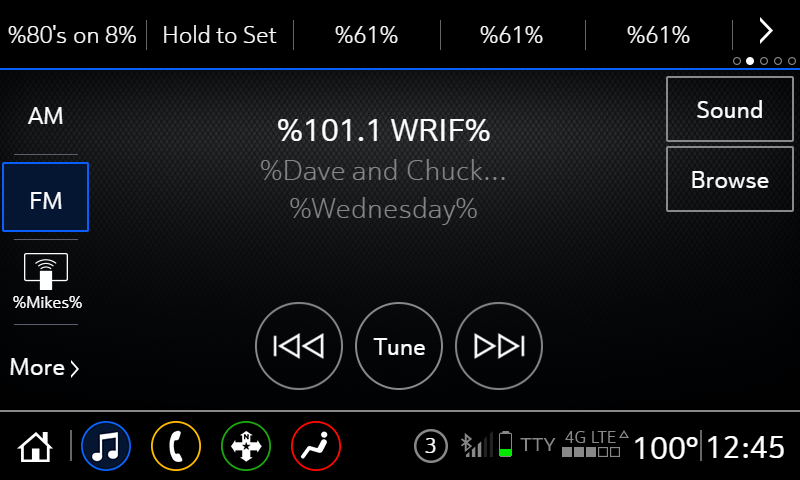 %80's on 8% Hold to Set %61% %61% %61%
AM
FM
%Mikes%
More
%101.1 WRIF%
%Dave and Chuck...
%Wednesday%
Sound
Browse
Tune
N
3 TTY 4G LTE 100° 12:45